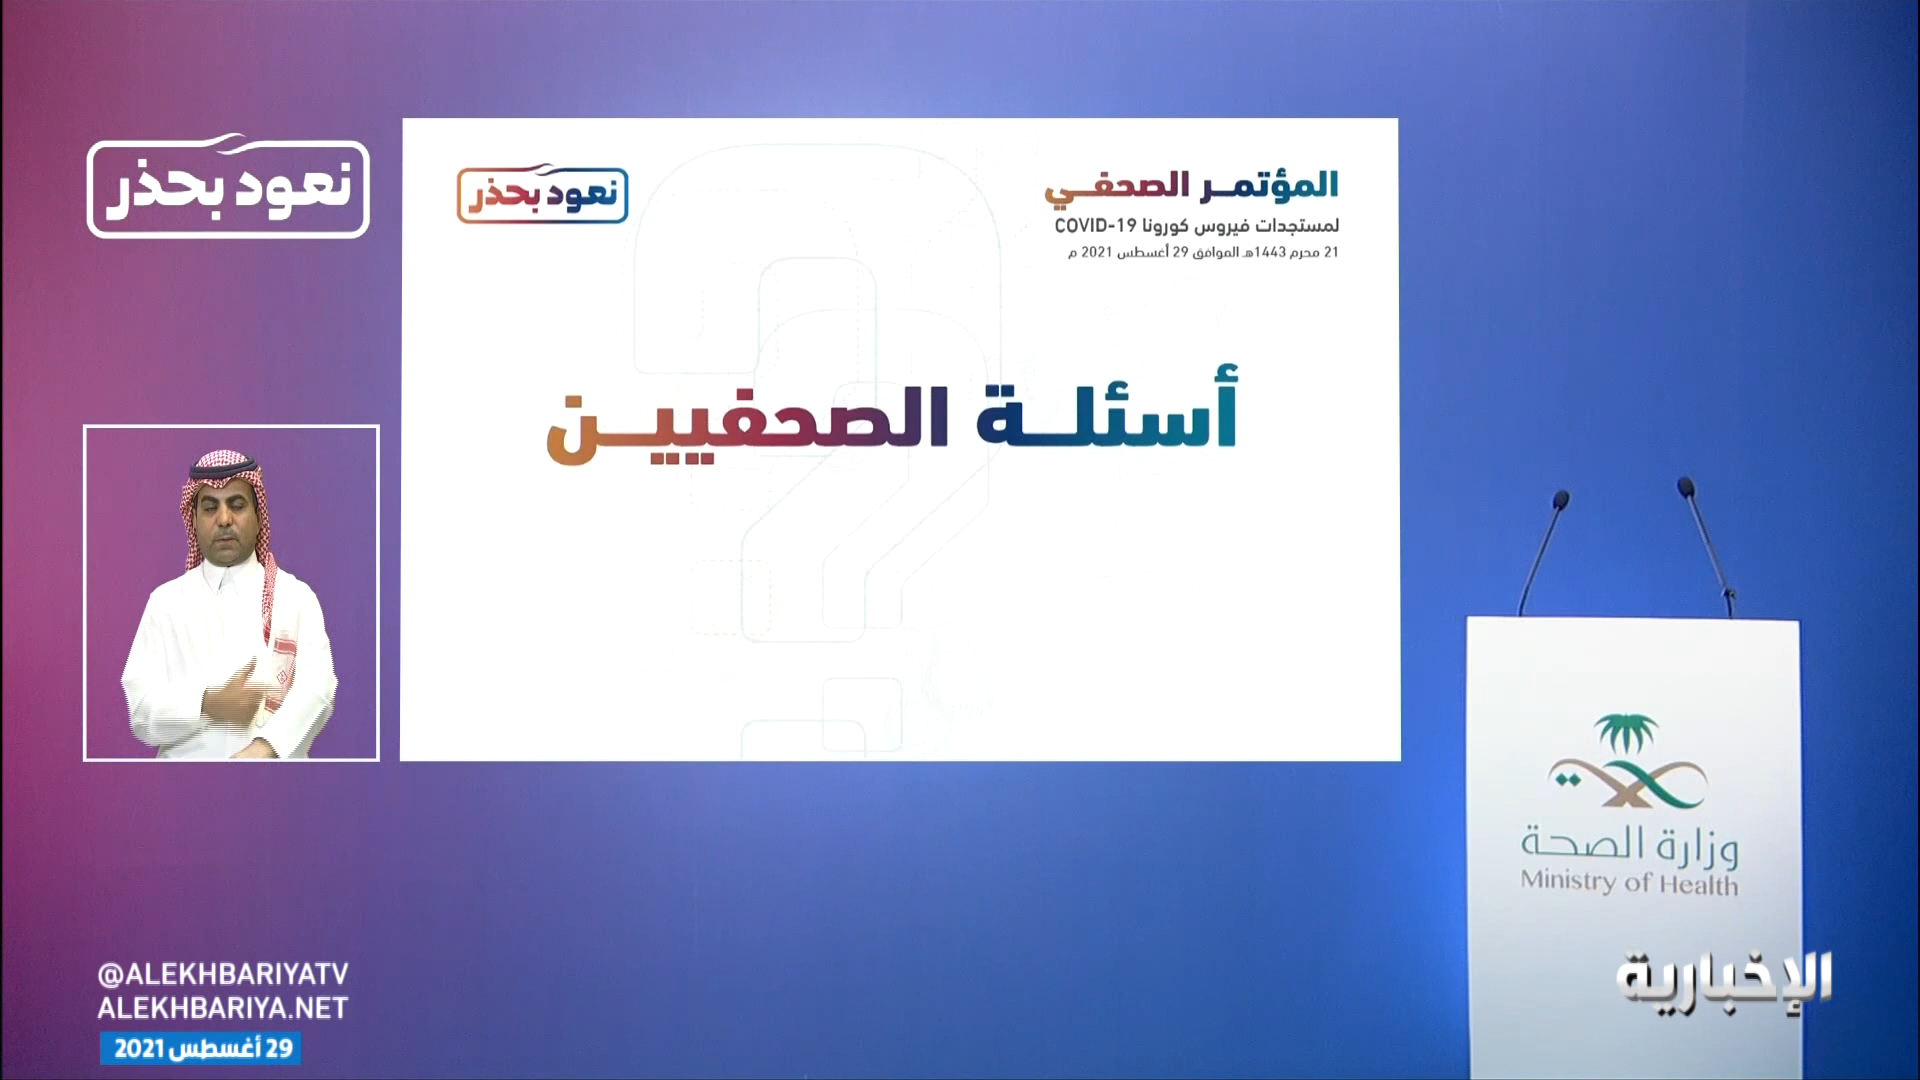 نعود بحذر
نعود بحذر
المؤتمر الصحفي
لمستجدات فيروس كورونا COVID-19
21 محرم 1443هـ الموافق 29 أغسطس 2021 م
أسئلة الصحفيين
وزارة الصحة
Ministry of Health
الإخبارية
@ALEKHBARIYATV
ALEKHBARIYA.NET
29 أغسطس 2021